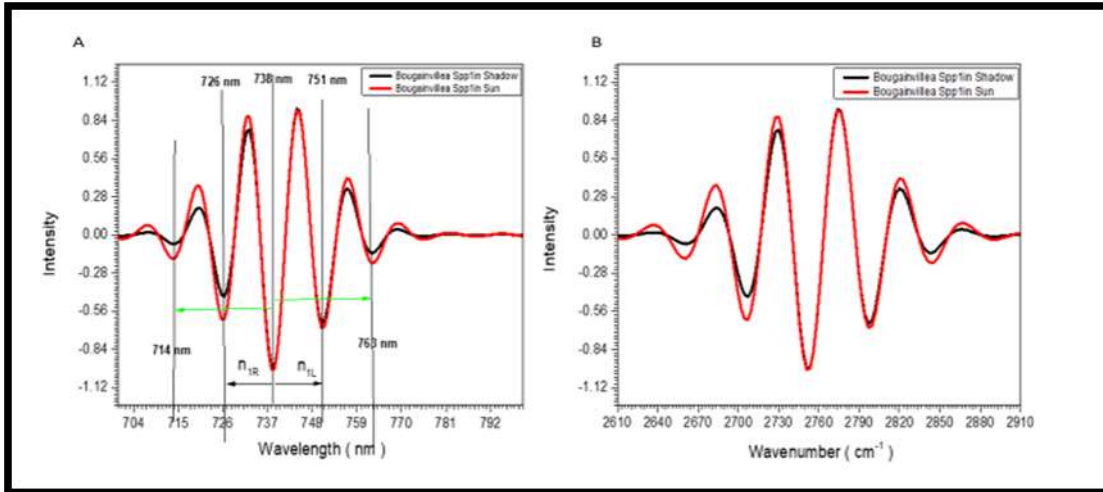 A
726 nm 738 nm 751 nm
Bougainvillea Spp1in Shadow
Bougainvillea Spp1in Sun
1.12
0.84
0.56
0.28
0.00
-0.28
-0.56
-0.84
-1.12
Intensity
714 nm
763 nm
n1R n1L
704 715 726 737 748 759 770 781 792
Wavelength ( nm )
B
Bougainvillea Spp1in Shadow
Bougainvillea Spp1in Sun
1.12
0.84
0.56
0.28
0.00
-0.28
-0.56
-0.84
-1.12
Intensity
2610 2640 2670 2700 2730 2760 2790 2820 2850 2880 2910
Wavenumber ( cm-1 )